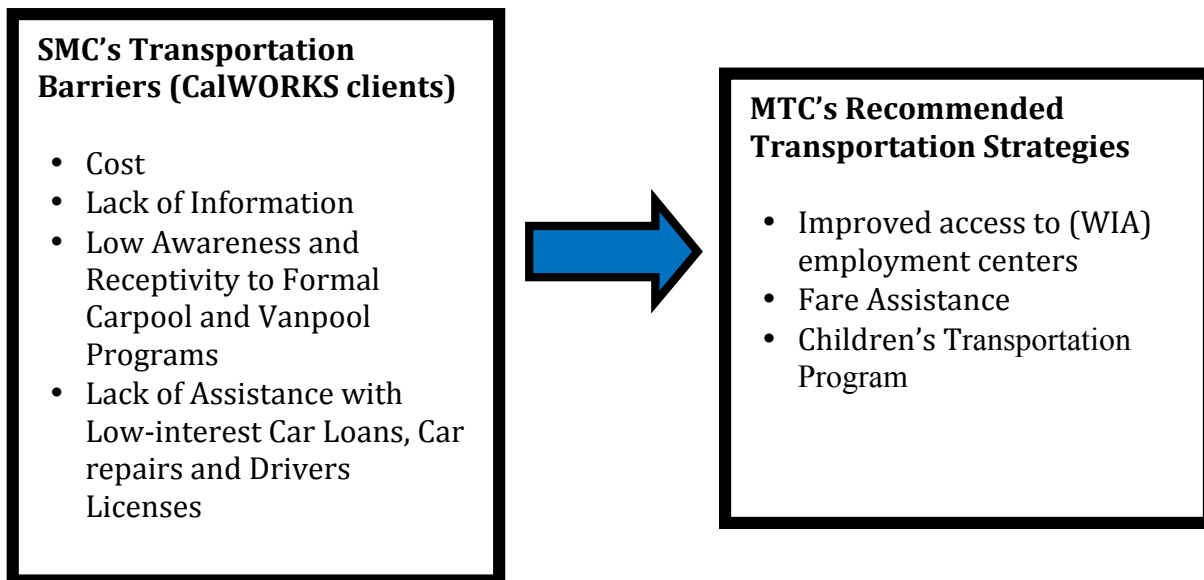 SMC’s Transportation
Barriers (CalWORKS clients)
• Cost
• Lack of Information
• Low Awareness and
Receptivity to Formal
Carpool and Vanpool
Programs
• Lack of Assistance with
Low-interest Car Loans, Car
repairs and Drivers
Licenses
MTC’s Recommended
Transportation Strategies
• Improved access to (WIA)
employment centers
• Fare Assistance
• Children’s Transportation
Program